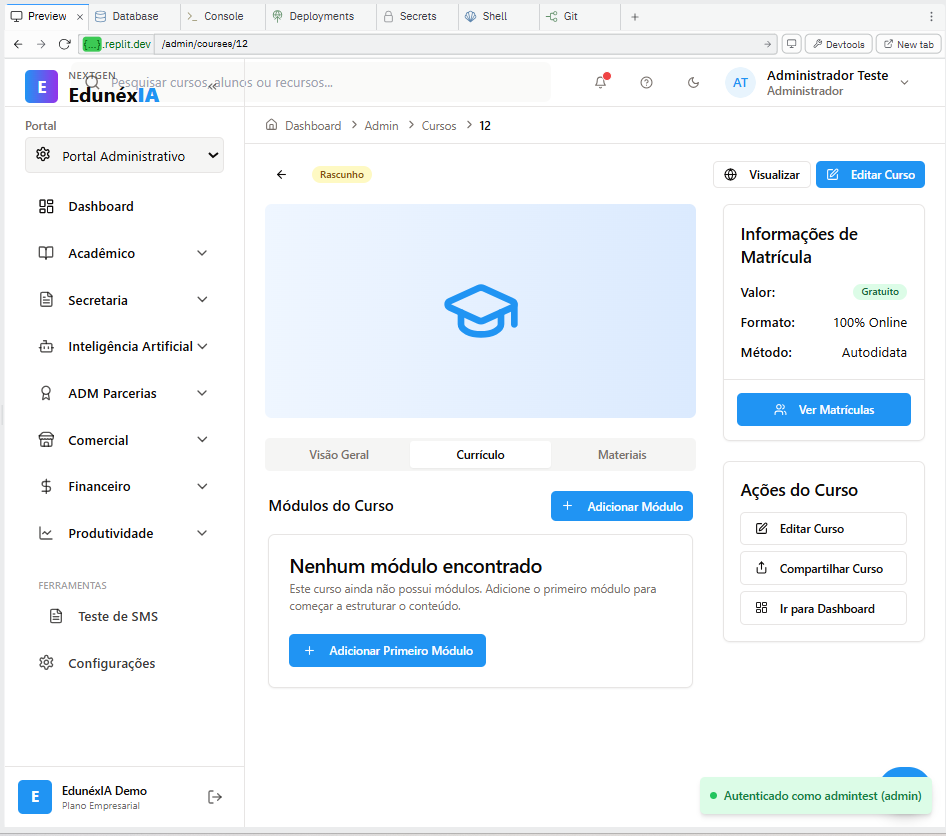 Preview
Database
Console
Deployments
Secrets
Shell
Git
{...}.replit.dev /admin/courses/12
Devtools
New tab
E
NEXTGEN
EdunéxIA
Pesquisar cursos, alunos ou recursos...
AT
Administrador Teste
Administrador
Portal
Portal Administrativo
Dashboard
Acadêmico
Secretaria
Inteligência Artificial
ADM Parcerias
Comercial
Financeiro
Produtividade
FERRAMENTAS
Teste de SMS
Configurações
E
EdunéxIA Demo
Plano Empresarial
Dashboard > Admin > Cursos > 12
Rascunho
Visualizar
Editar Curso
Visão Geral
Currículo
Materiais
Módulos do Curso
Adicionar Módulo
Nenhum módulo encontrado
Este curso ainda não possui módulos. Adicione o primeiro módulo para
começar a estruturar o conteúdo.
Adicionar Primeiro Módulo
Informações de
Matrícula
Valor: Gratuito
Formato: 100% Online
Método: Autodidata
Ver Matrículas
Ações do Curso
Editar Curso
Compartilhar Curso
Ir para Dashboard
Autenticado como admintest (admin)